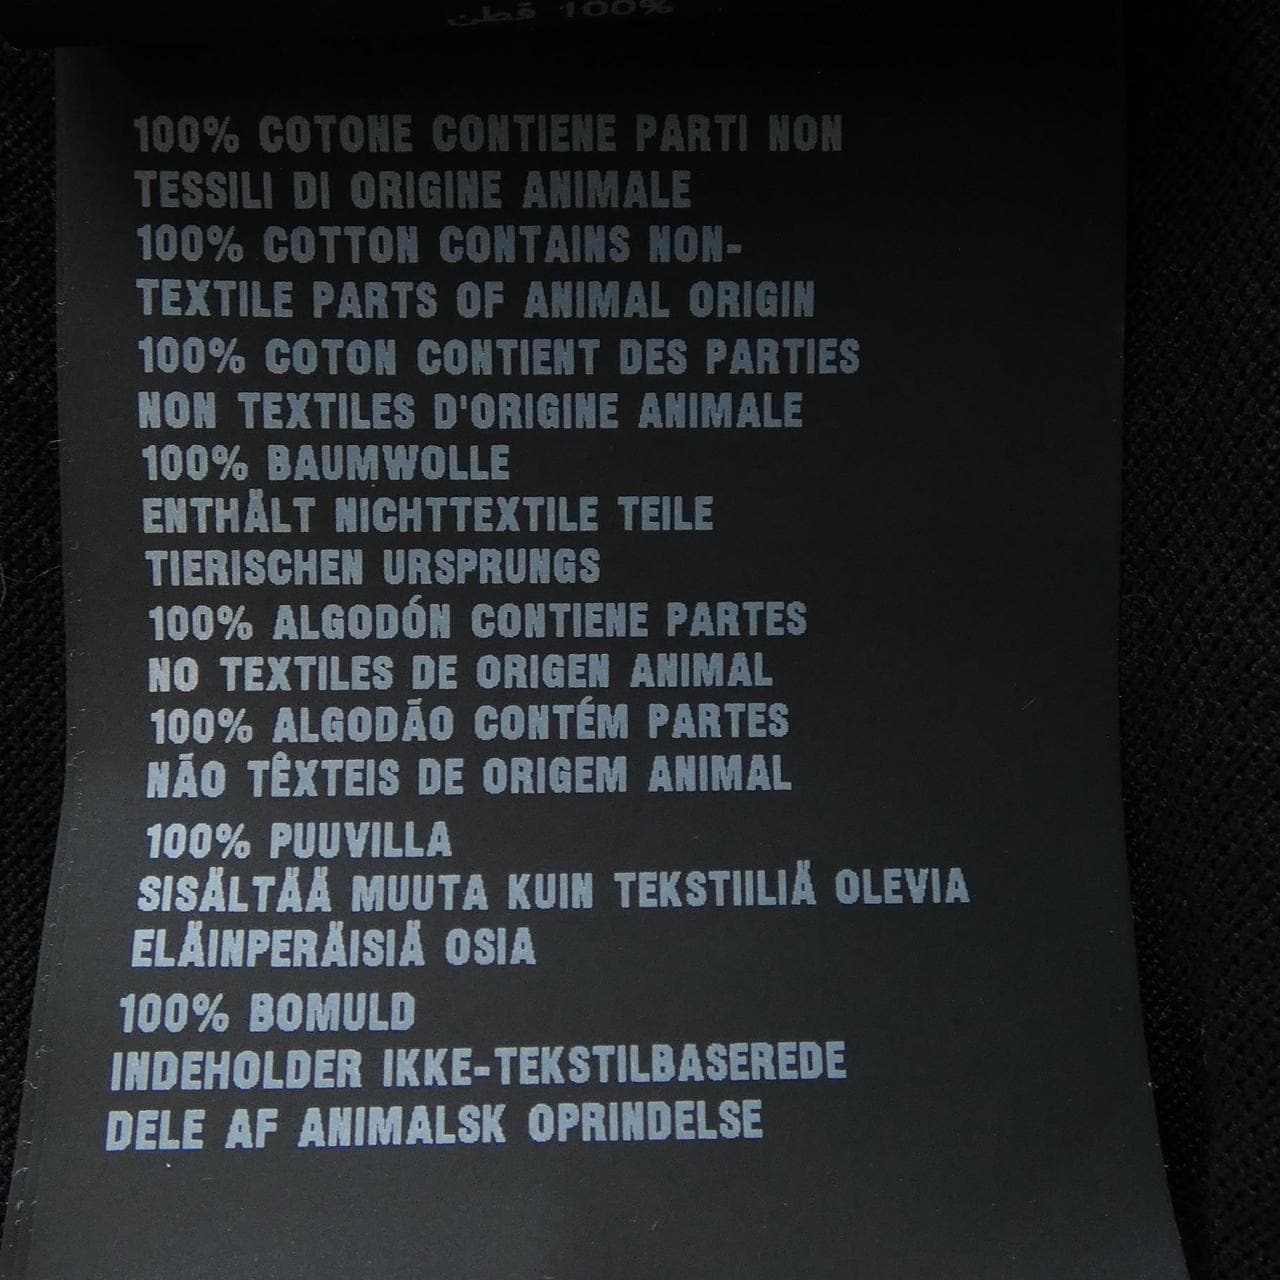 100% قطن
100% COTONE CONTIENE PARTI NON
TESSILI DI ORIGINE ANIMALE
100% COTTON CONTAINS NON-
TEXTILE PARTS OF ANIMAL ORIGIN
100% COTON CONTIENT DES PARTIES
NON TEXTILES D'ORIGINE ANIMALE
100% BAUMWOLLE
ENTHÄLT NICHTTEXTILE TEILE
TIERISCHEN URSPRUNGS
100% ALGODÓN CONTIENE PARTES
NO TEXTILES DE ORIGEN ANIMAL
100% ALGODÃO CONTÉM PARTES
NÃO TÊXTEIS DE ORIGEM ANIMAL
100% PUUVILLA
SISÄLTÄÄ MUUTA KUIN TEKSTIILIÄ OLEVIA
ELÄINPERÄISIÄ OSIA
100% BOMULD
INDEHOLDER IKKE-TEKSTILBASEREDE
DELE AF ANIMALSK OPRINDELSE